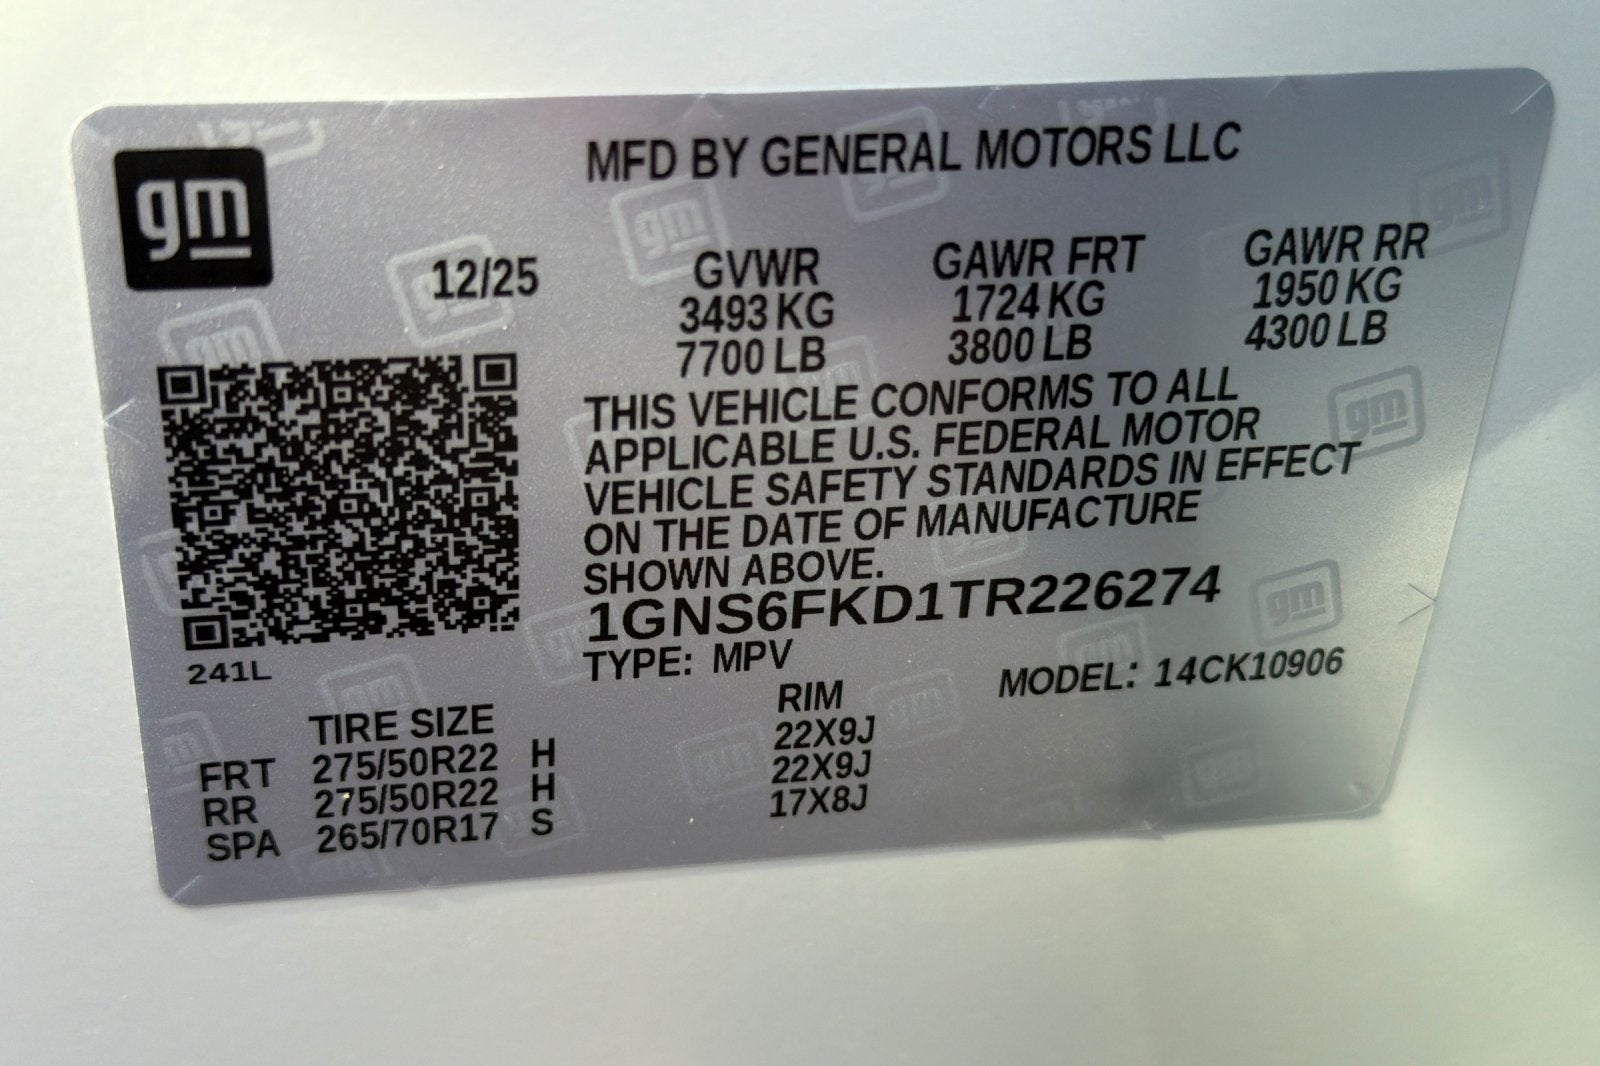 gm
MFD BY GENERAL MOTORS LLC
12/25
GVWR GAWR FRT GAWR RR
3493 KG 1724 KG 1950 KG
7700 LB 3800 LB 4300 LB
THIS VEHICLE CONFORMS TO ALL
APPLICABLE U.S. FEDERAL MOTOR
VEHICLE SAFETY STANDARDS IN EFFECT
ON THE DATE OF MANUFACTURE
SHOWN ABOVE.
1GNS6FKD1TR226274
241L
TYPE: MPV MODEL: 14CK10906
TIRE SIZE RIM
FRT 275/50R22 H 22X9J
RR 275/50R22 H 22X9J
SPA 265/70R17 S 17X8J